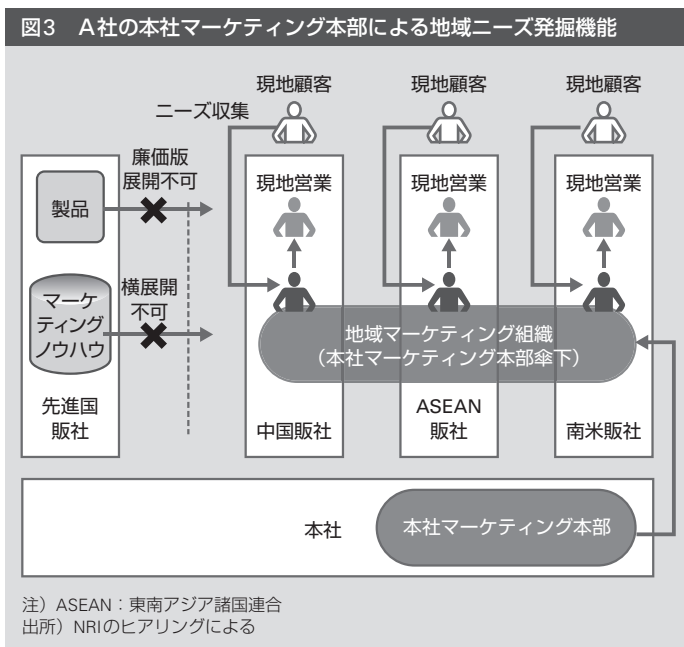 図3 A社の本社マーケティング本部による地域ニーズ発掘機能
現地顧客
現地顧客
現地顧客
ニーズ収集
廉価版
展開不可
製品
現地営業
現地営業
現地営業
横展開
不可
マーケ
ティング
ノウハウ
地域マーケティング組織
（本社マーケティング本部傘下）
先進国
販社
中国販社
ASEAN
販社
南米販社
本社
本社マーケティング本部
注）ASEAN：東南アジア諸国連合
出所）NRIのヒアリングによる